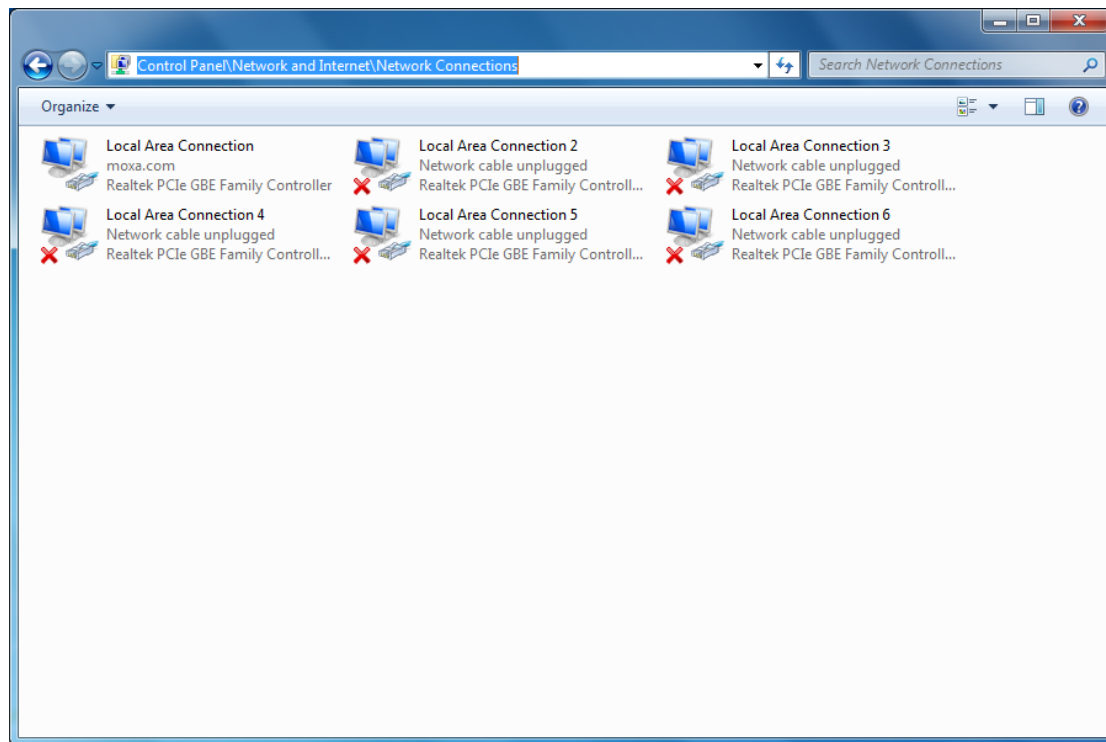 Control Panel\Network and Internet\Network Connections
Search Network Connections
Organize
Local Area Connection
moxa.com
Realtek PCIe GBE Family Controller
Local Area Connection 2
Network cable unplugged
Realtek PCIe GBE Family Controll...
Local Area Connection 3
Network cable unplugged
Realtek PCIe GBE Family Controll...
Local Area Connection 4
Network cable unplugged
Realtek PCIe GBE Family Controll...
Local Area Connection 5
Network cable unplugged
Realtek PCIe GBE Family Controll...
Local Area Connection 6
Network cable unplugged
Realtek PCIe GBE Family Controll...